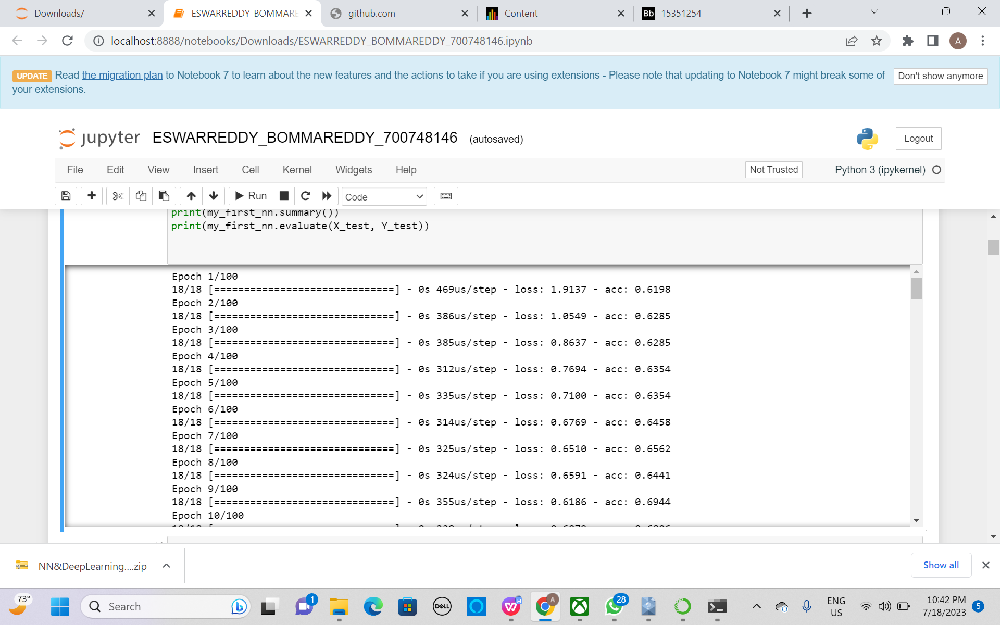 Downloads/
ESWARREDDY_BOMMARE
github.com
Content
Bb 15351254
localhost:8888/notebooks/Downloads/ESWARREDDY_BOMMAREDDY_700748146.ipynb
A
UPDATE Read the migration plan to Notebook 7 to learn about the new features and the actions to take if you are using extensions - Please note that updating to Notebook 7 might break some of
your extensions.
Don't show anymore
jupyter ESWARREDDY_BOMMAREDDY_700748146 (autosaved)
Logout
File Edit View Insert Cell Kernel Widgets Help
Not Trusted
Python 3 (ipykernel)
Run
Code
print(my_first_nn.summary())
print(my_first_nn.evaluate(X_test, Y_test))
Epoch 1/100
18/18 [==============================] - 0s 469us/step - loss: 1.9137 - acc: 0.6198
Epoch 2/100
18/18 [==============================] - 0s 386us/step - loss: 1.0549 - acc: 0.6285
Epoch 3/100
18/18 [==============================] - 0s 385us/step - loss: 0.8637 - acc: 0.6285
Epoch 4/100
18/18 [==============================] - 0s 312us/step - loss: 0.7694 - acc: 0.6354
Epoch 5/100
18/18 [==============================] - 0s 335us/step - loss: 0.7100 - acc: 0.6354
Epoch 6/100
18/18 [==============================] - 0s 314us/step - loss: 0.6769 - acc: 0.6458
Epoch 7/100
18/18 [==============================] - 0s 325us/step - loss: 0.6510 - acc: 0.6562
Epoch 8/100
18/18 [==============================] - 0s 324us/step - loss: 0.6591 - acc: 0.6441
Epoch 9/100
18/18 [==============================] - 0s 355us/step - loss: 0.6186 - acc: 0.6944
Epoch 10/100
NN&DeepLearning....zip
Show all
73°
Search
1
DELL
A
28
ENG
US
10:42 PM
7/18/2023
5